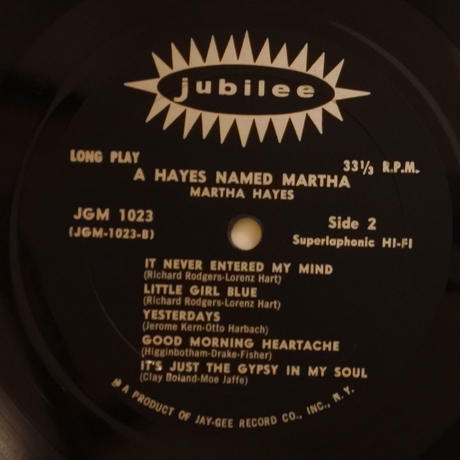 jubilee
LONG PLAY
33⅓ R.P.M.
A HAYES NAMED MARTHA
MARTHA HAYES
JGM 1023
Side 2
(JGM-1023-B)
Superlaphonic HI-FI
IT NEVER ENTERED MY MIND
(Richard Rodgers-Lorenz Hart)
LITTLE GIRL BLUE
(Richard Rodgers-Lorenz Hart)
YESTERDAYS
(Jerome Kern-Otto Harbach)
GOOD MORNING HEARTACHE
(Higginbotham-Drake-Fisher)
IT'S JUST THE GYPSY IN MY SOUL
(Clay Boland-Moe Jaffe)
A PRODUCT OF JAY-GEE RECORD CO., INC., N. Y.